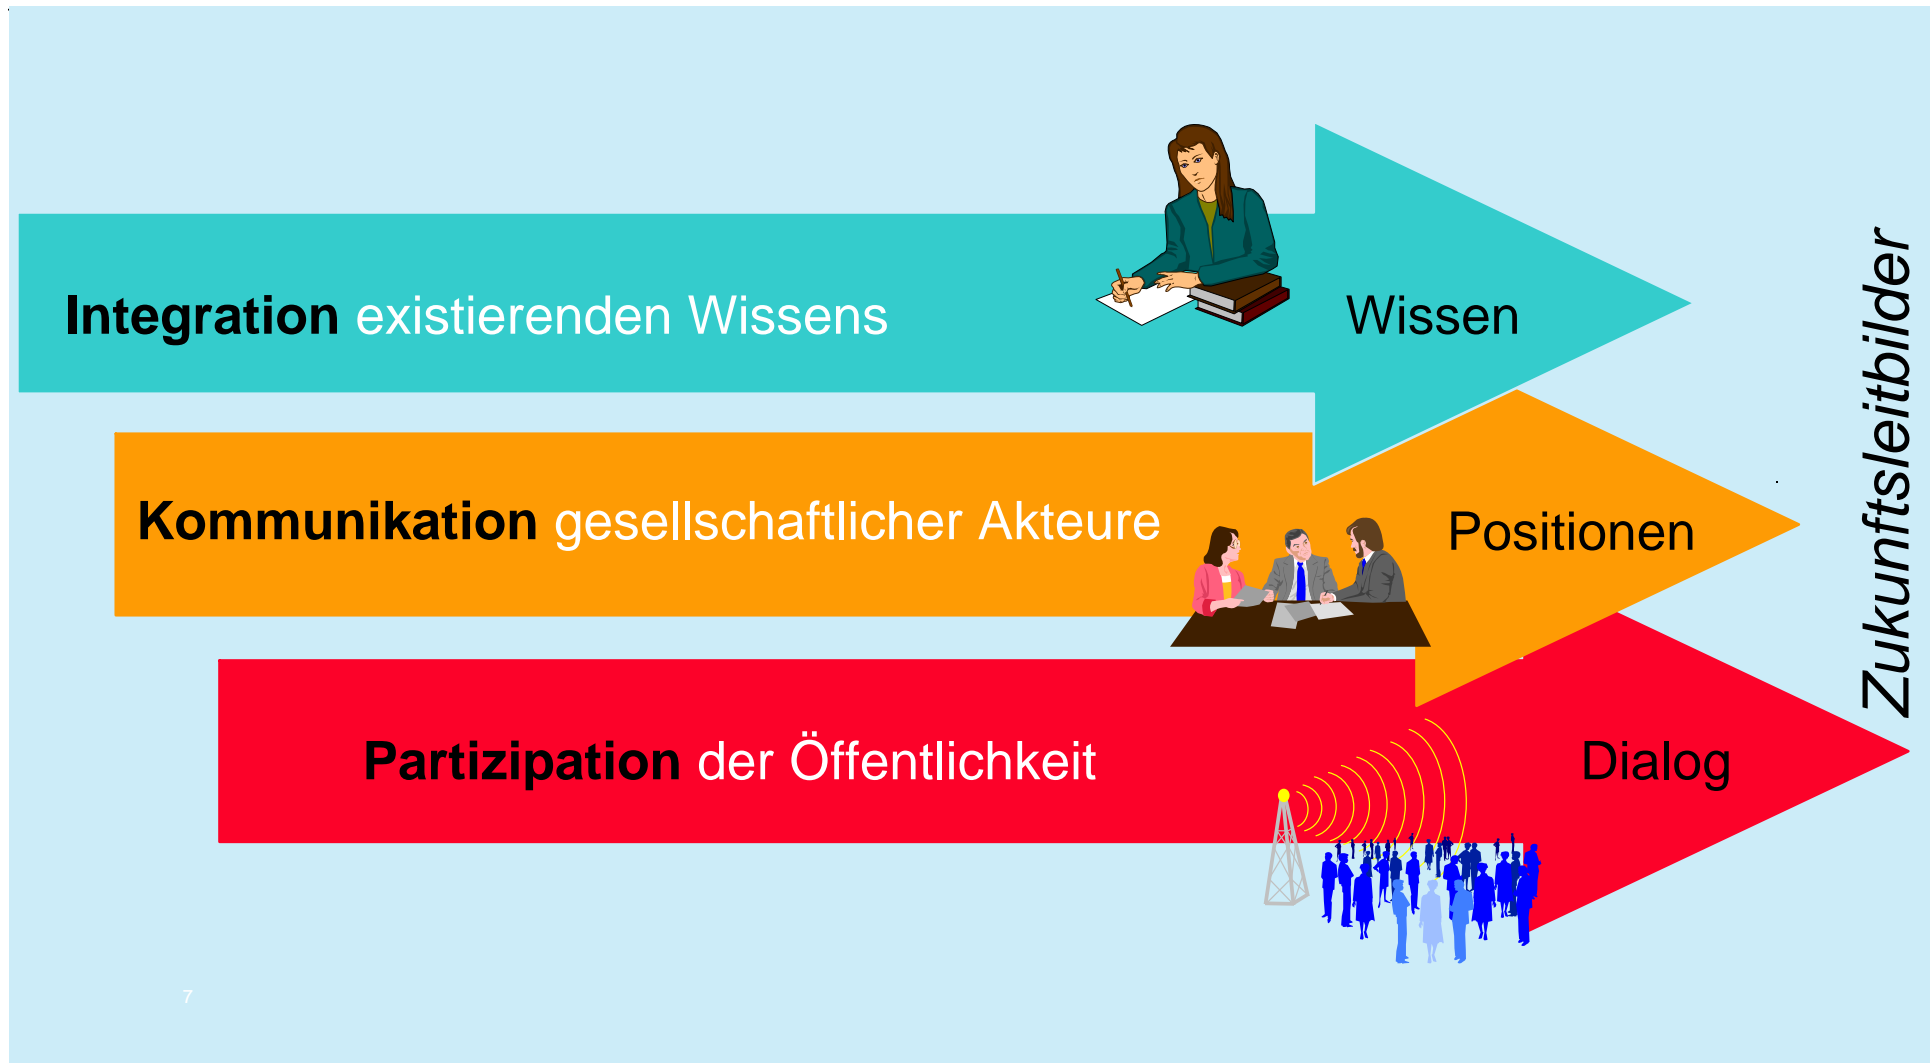 Integration existierenden Wissens
Wissen
Kommunikation gesellschaftlicher Akteure
Positionen
Partizipation der Öffentlichkeit
Dialog
Zukunftsleitbilder
7